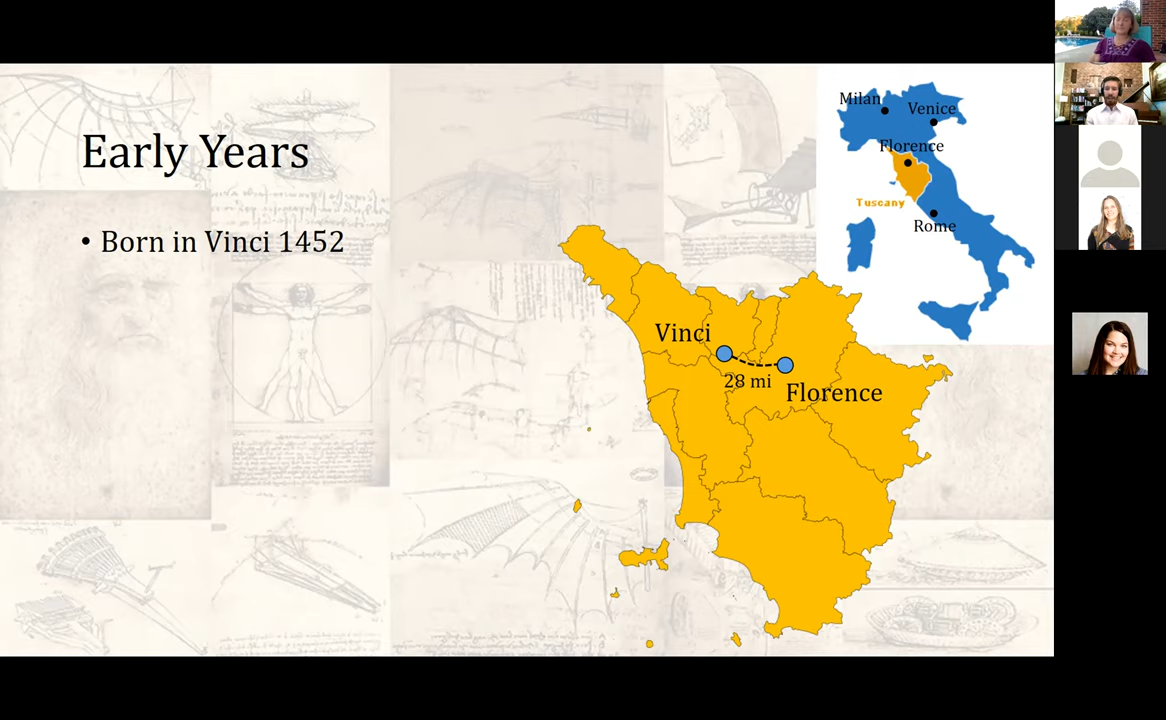 Early Years
• Born in Vinci 1452
Milan
Venice
Florence
Tuscany
Rome
Vinci
28 mi
Florence